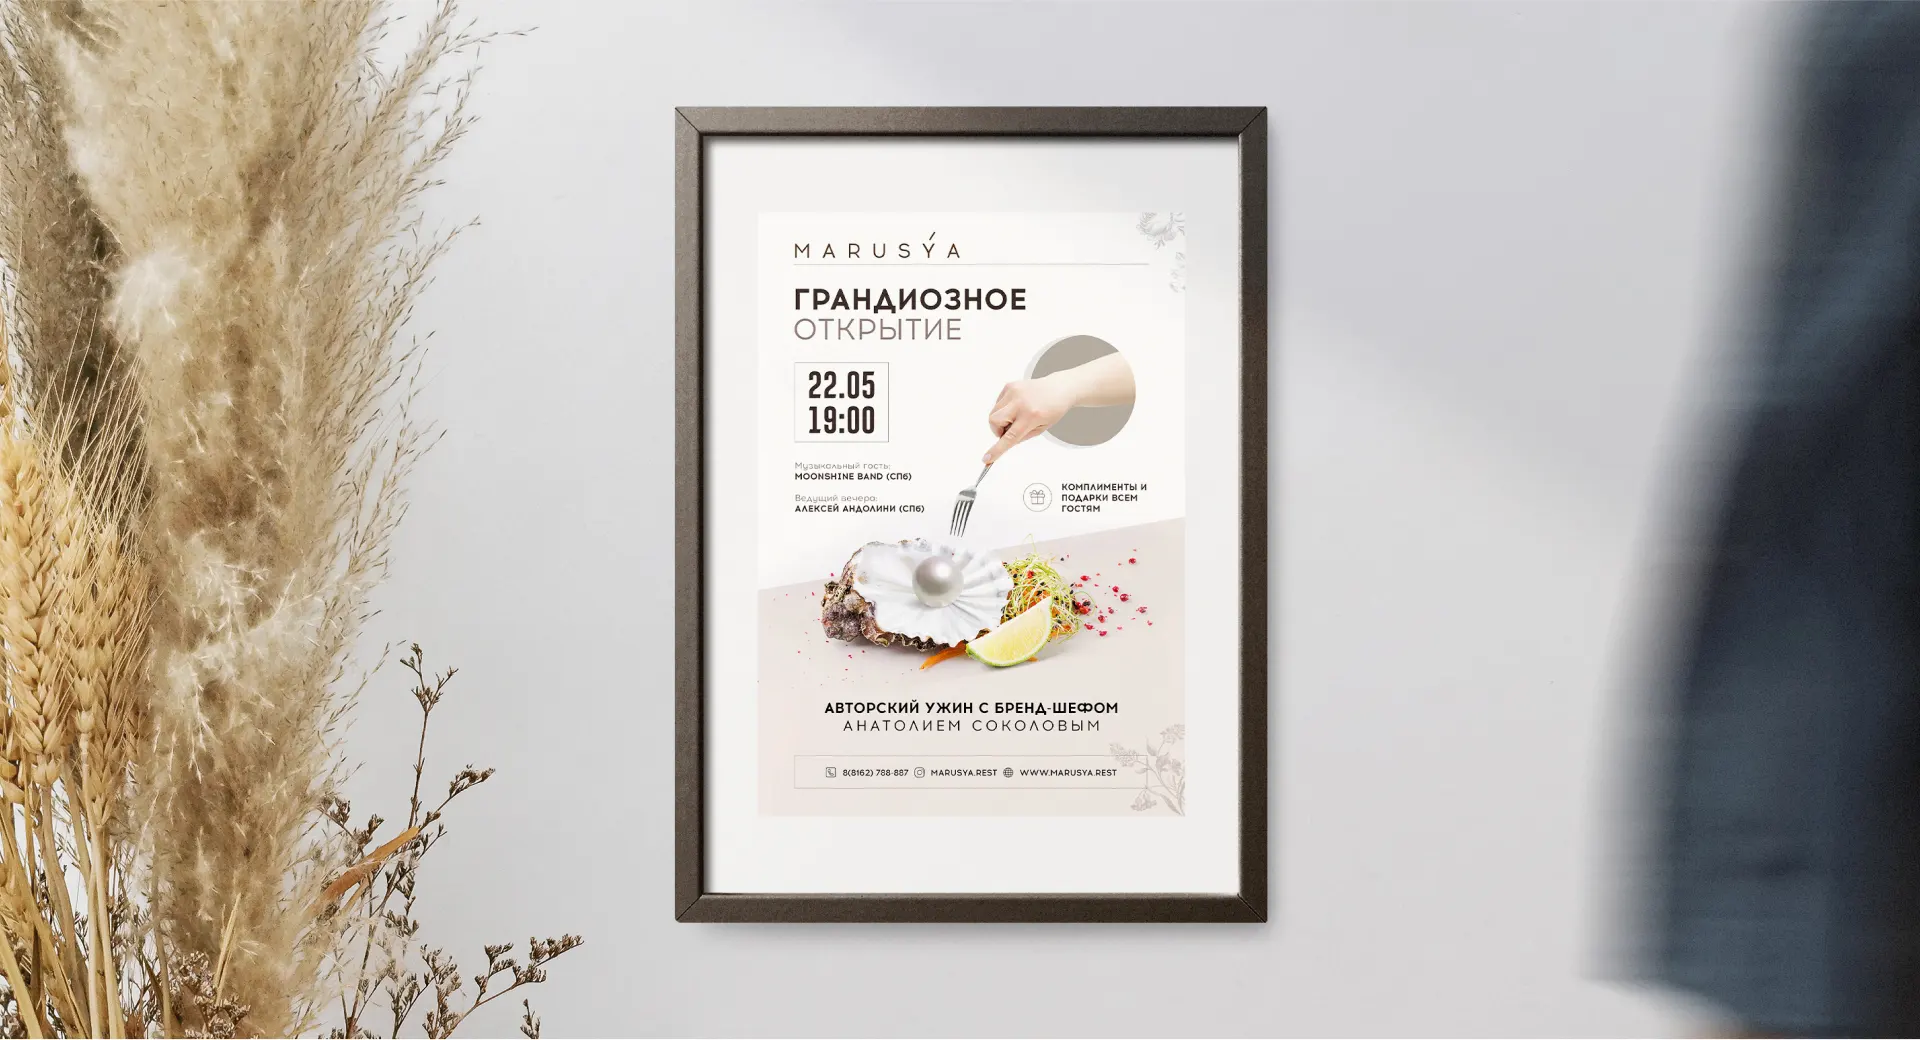 MARUSÝA
ГРАНДИОЗНОЕ
ОТКРЫТИЕ
22.05
19:00
Музыкальный гость:
MOONSHINE BAND (СПб)
Ведущий вечера:
АЛЕКСЕЙ АНДОЛИНИ (СПб)
КОМПЛИМЕНТЫ И
ПОДАРКИ ВСЕМ
ГОСТЯМ
АВТОРСКИЙ УЖИН С БРЕНД-ШЕФОМ
АНАТОЛИЕМ СОКОЛОВЫМ
8(8162) 788-887 MARUSYA.REST WWW.MARUSYA.REST